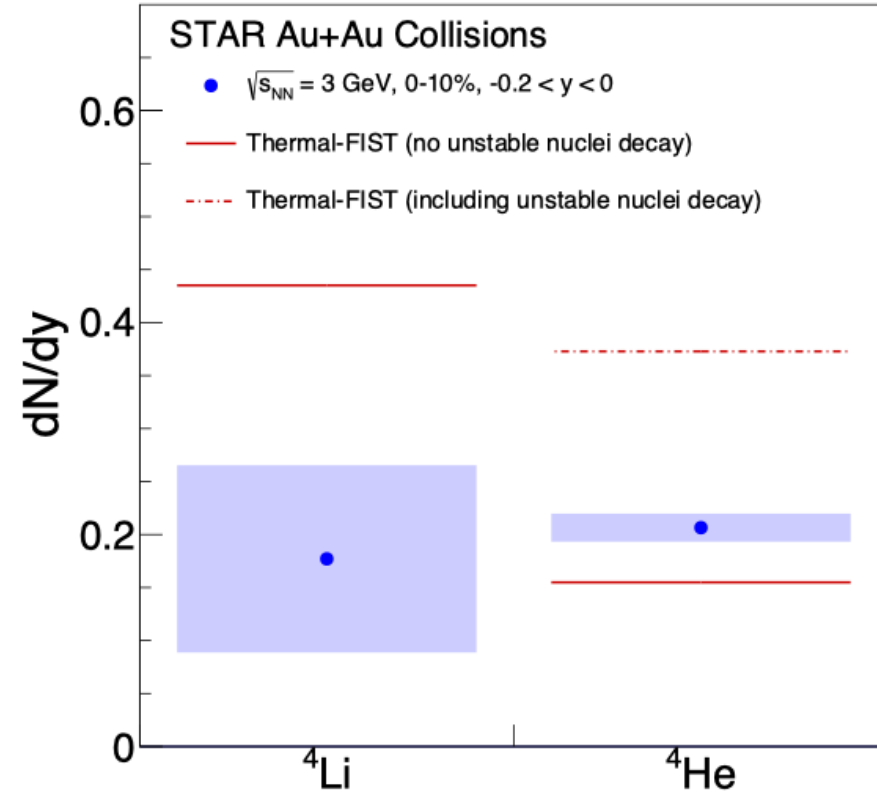 STAR Au+Au Collisions
√sNN = 3 GeV, 0-10%, -0.2 < y < 0
Thermal-FIST (no unstable nuclei decay)
Thermal-FIST (including unstable nuclei decay)
dN/dy
0.6
0.4
0.2
0
⁴Li
⁴He